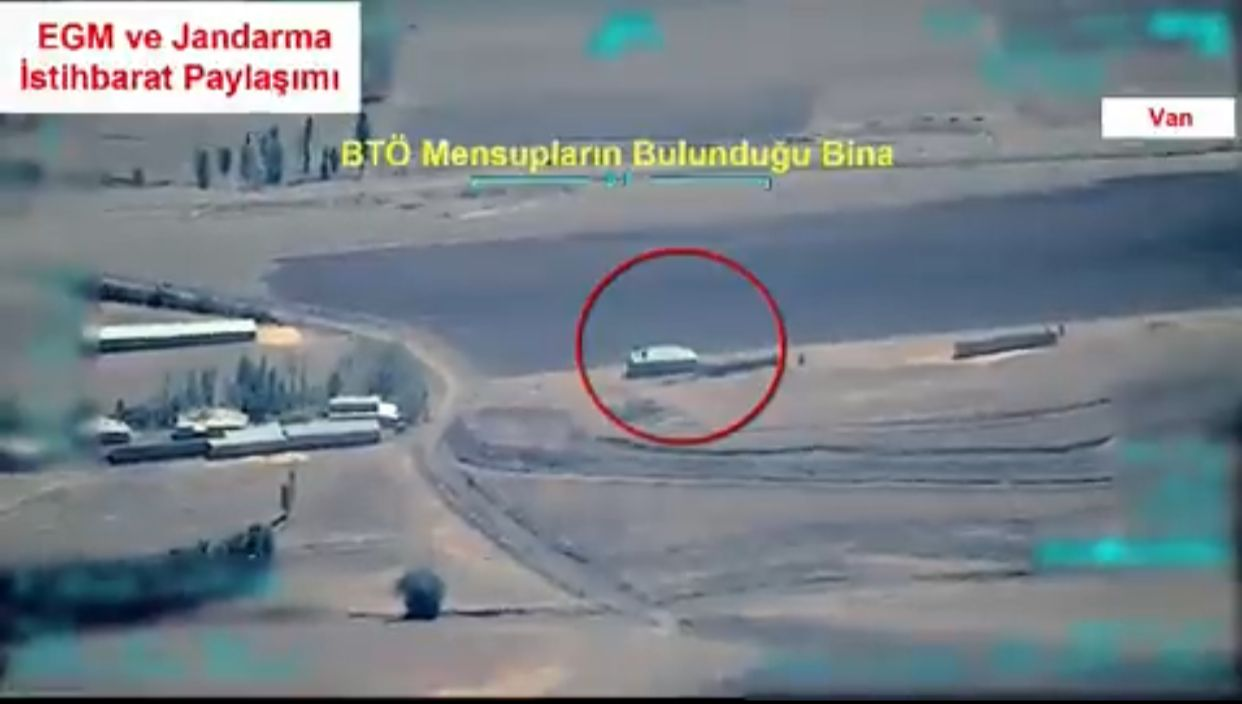 EGM ve Jandarma
İstihbarat Paylaşımı
Van
BTÖ Mensupların Bulunduğu Bina